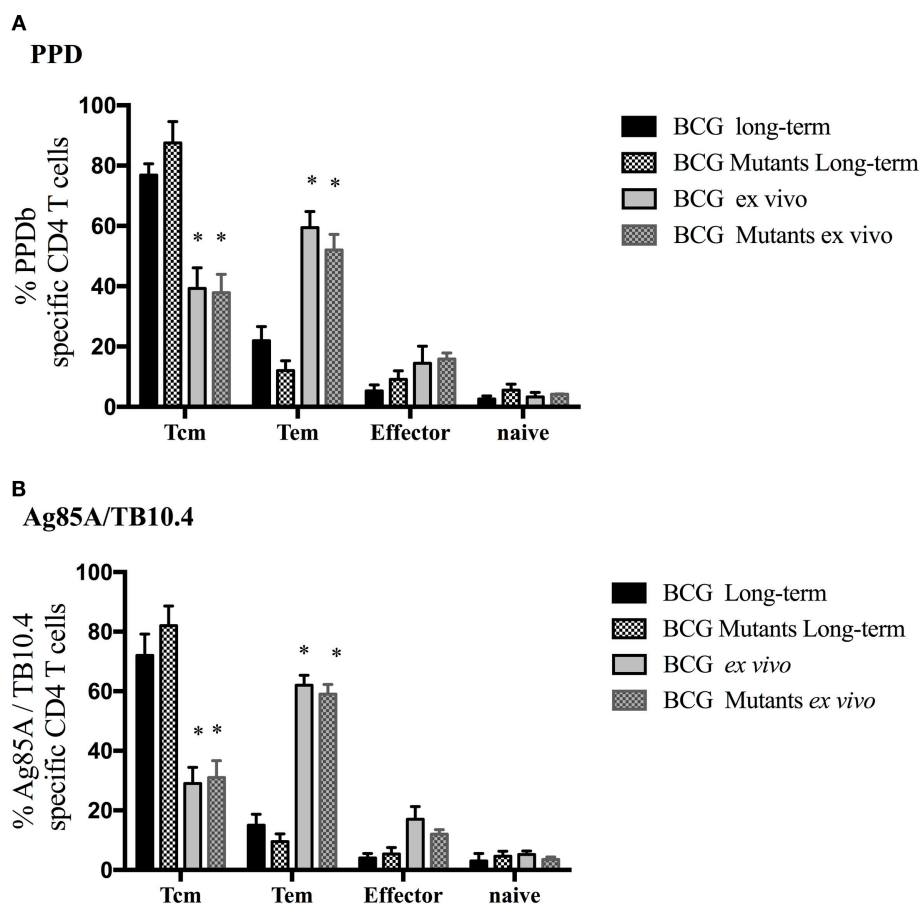 A
PPD
% PPDb
specific CD4 T cells
100
80
60
40
20
0
* *
* *
Tcm Tem Effector naive
BCG long-term
BCG Mutants Long-term
BCG ex vivo
BCG Mutants ex vivo
B
Ag85A/TB10.4
% Ag85A / TB10.4
specific CD4 T cells
100
80
60
40
20
0
* *
* *
Tcm Tem Effector naive
BCG Long-term
BCG Mutants Long-term
BCG ex vivo
BCG Mutants ex vivo